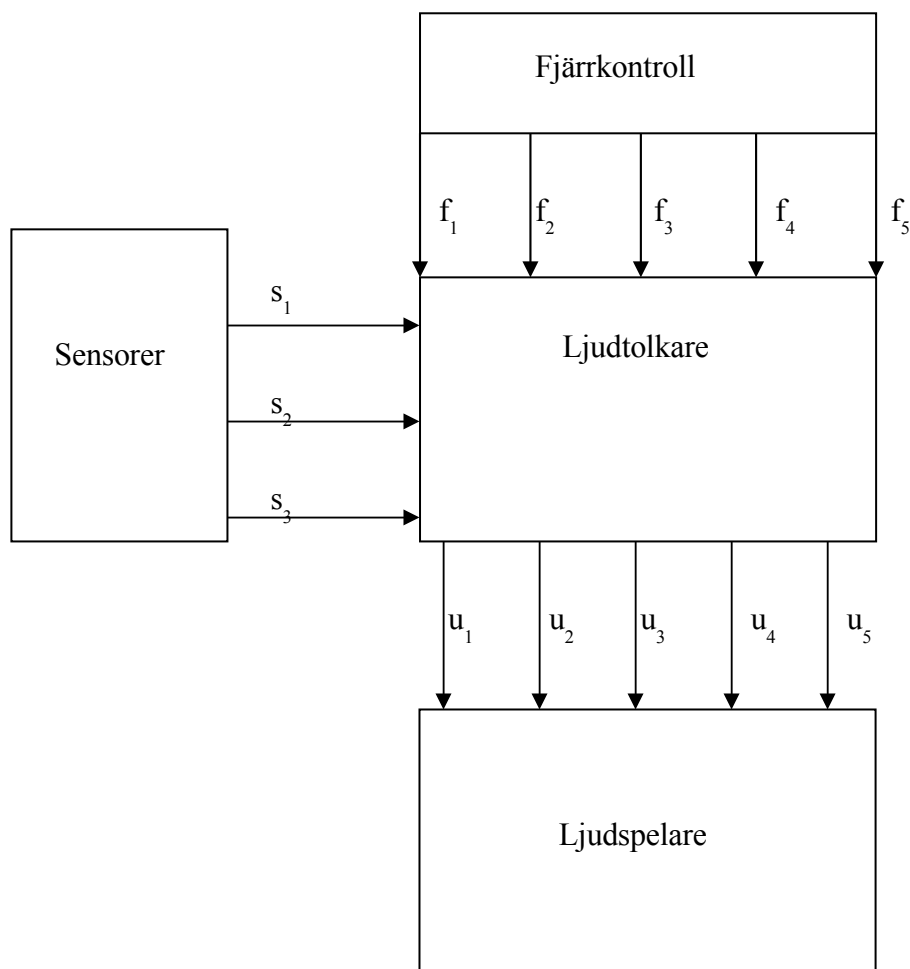 Fjärrkontroll
f₁ f₂ f₃ f₄ f₅
s₁
Ljudtolkare
Sensorer
s₂
s₃
u₁ u₂ u₃ u₄ u₅
Ljudspelare